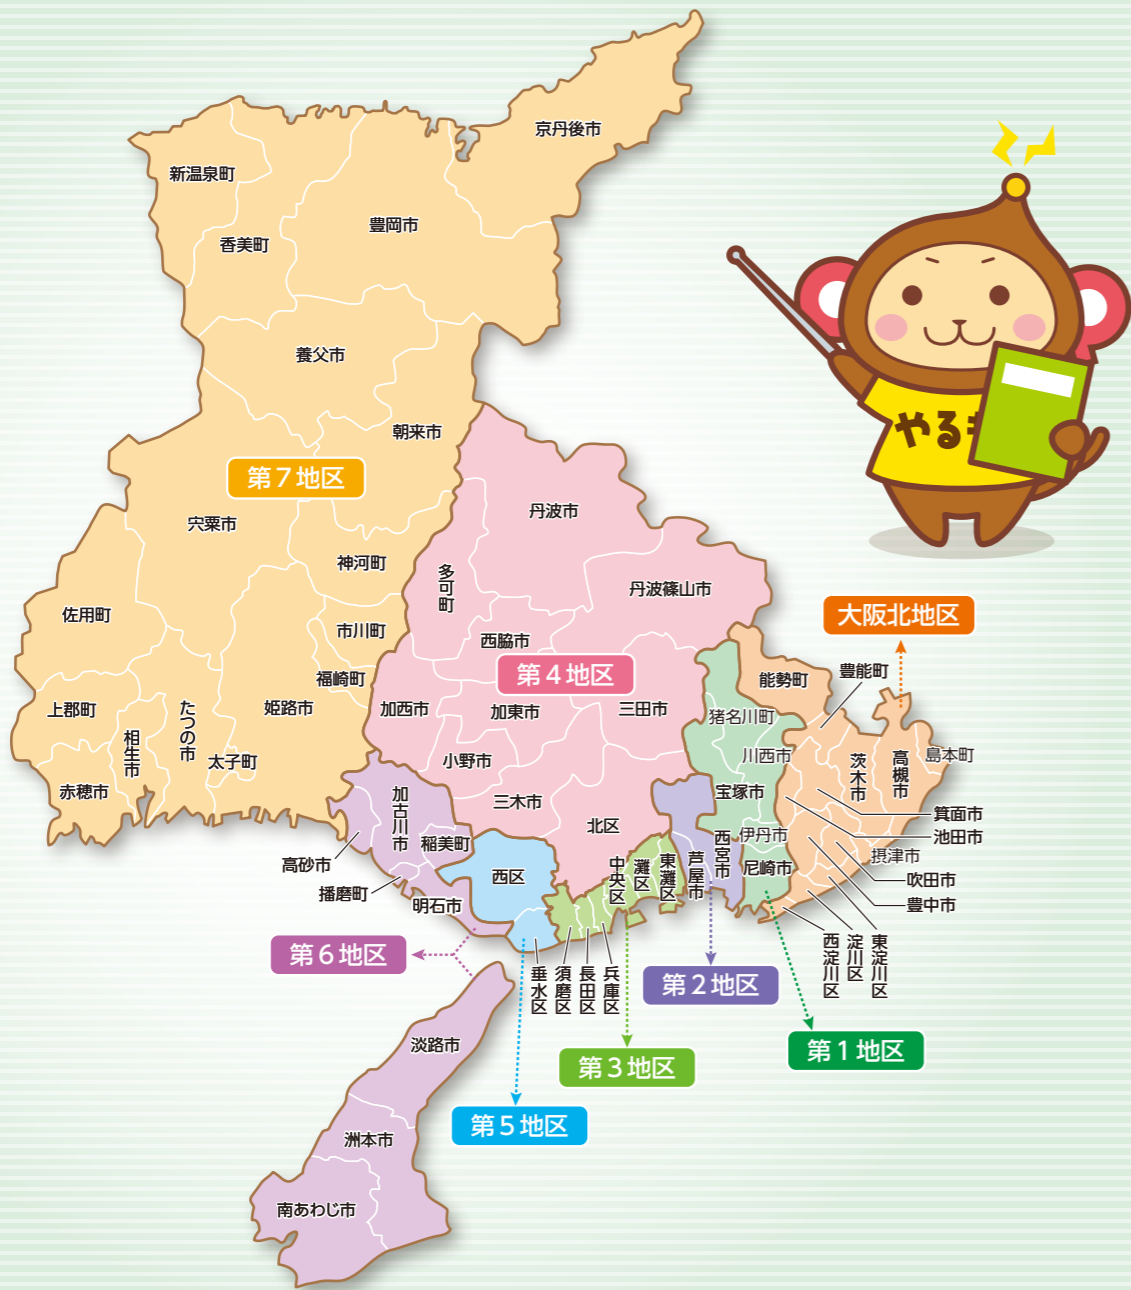 京丹後市
新温泉町
豊岡市
香美町
養父市
朝来市
やるき
第7地区
丹波市
宍粟市
神河町
多可町
丹波篠山市
佐用町
大阪北地区
市川町
西脇市
豊能町
第4地区
福崎町
能勢町
上郡町
たつの市
姫路市
加西市
加東市
三田市
猪名川町
相生市
太子町
小野市
川西市
茨木市
高槻市
島本町
赤穂市
加古川市
三木市
宝塚市
箕面市
北区
伊丹市
池田市
高砂市
稲美町
西区
中央区
灘区
東灘区
芦屋市
西宮市
尼崎市
摂津市
吹田市
播磨町
明石市
豊中市
第6地区
垂水区
須磨区
長田区
兵庫区
西淀川区
淀川区
東淀川区
第2地区
淡路市
第3地区
第1地区
第5地区
洲本市
南あわじ市